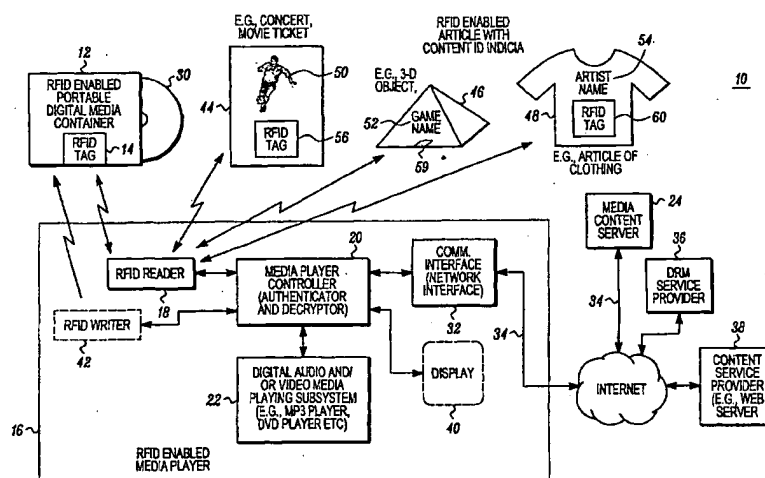 E.G., CONCERT,
MOVIE TICKET
RFID ENABLED
ARTICLE WITH
CONTENT ID INDICIA
12
30
RFID ENABLED
PORTABLE
DIGITAL MEDIA
CONTAINER
RFID
TAG
14
44
50
RFID
TAG
56
E.G., 3-D
OBJECT,
46
52
GAME
NAME
59
54
ARTIST
NAME
48
RFID
TAG
60
E.G., ARTICLE OF
CLOTHING
10
MEDIA
CONTENT
SERVER
24
36
DRM
SERVICE
PROVIDER
34
38
CONTENT
SERVICE
PROVIDER
(E.G., WEB
SERVER
INTERNET
34
20
RFID READER
18
MEDIA PLAYER
CONTROLLER
(AUTHENTICATOR
AND DECRYPTOR)
COMM.
INTERFACE
(NETWORK
INTERFACE)
32
RFID WRITER
42
DIGITAL AUDIO AND/
OR VIDEO MEDIA
PLAYING SUBSYSTEM
(E.G., MP3 PLAYER,
DVD PLAYER ETC)
22
DISPLAY
40
16
RFID ENABLED
MEDIA PLAYER